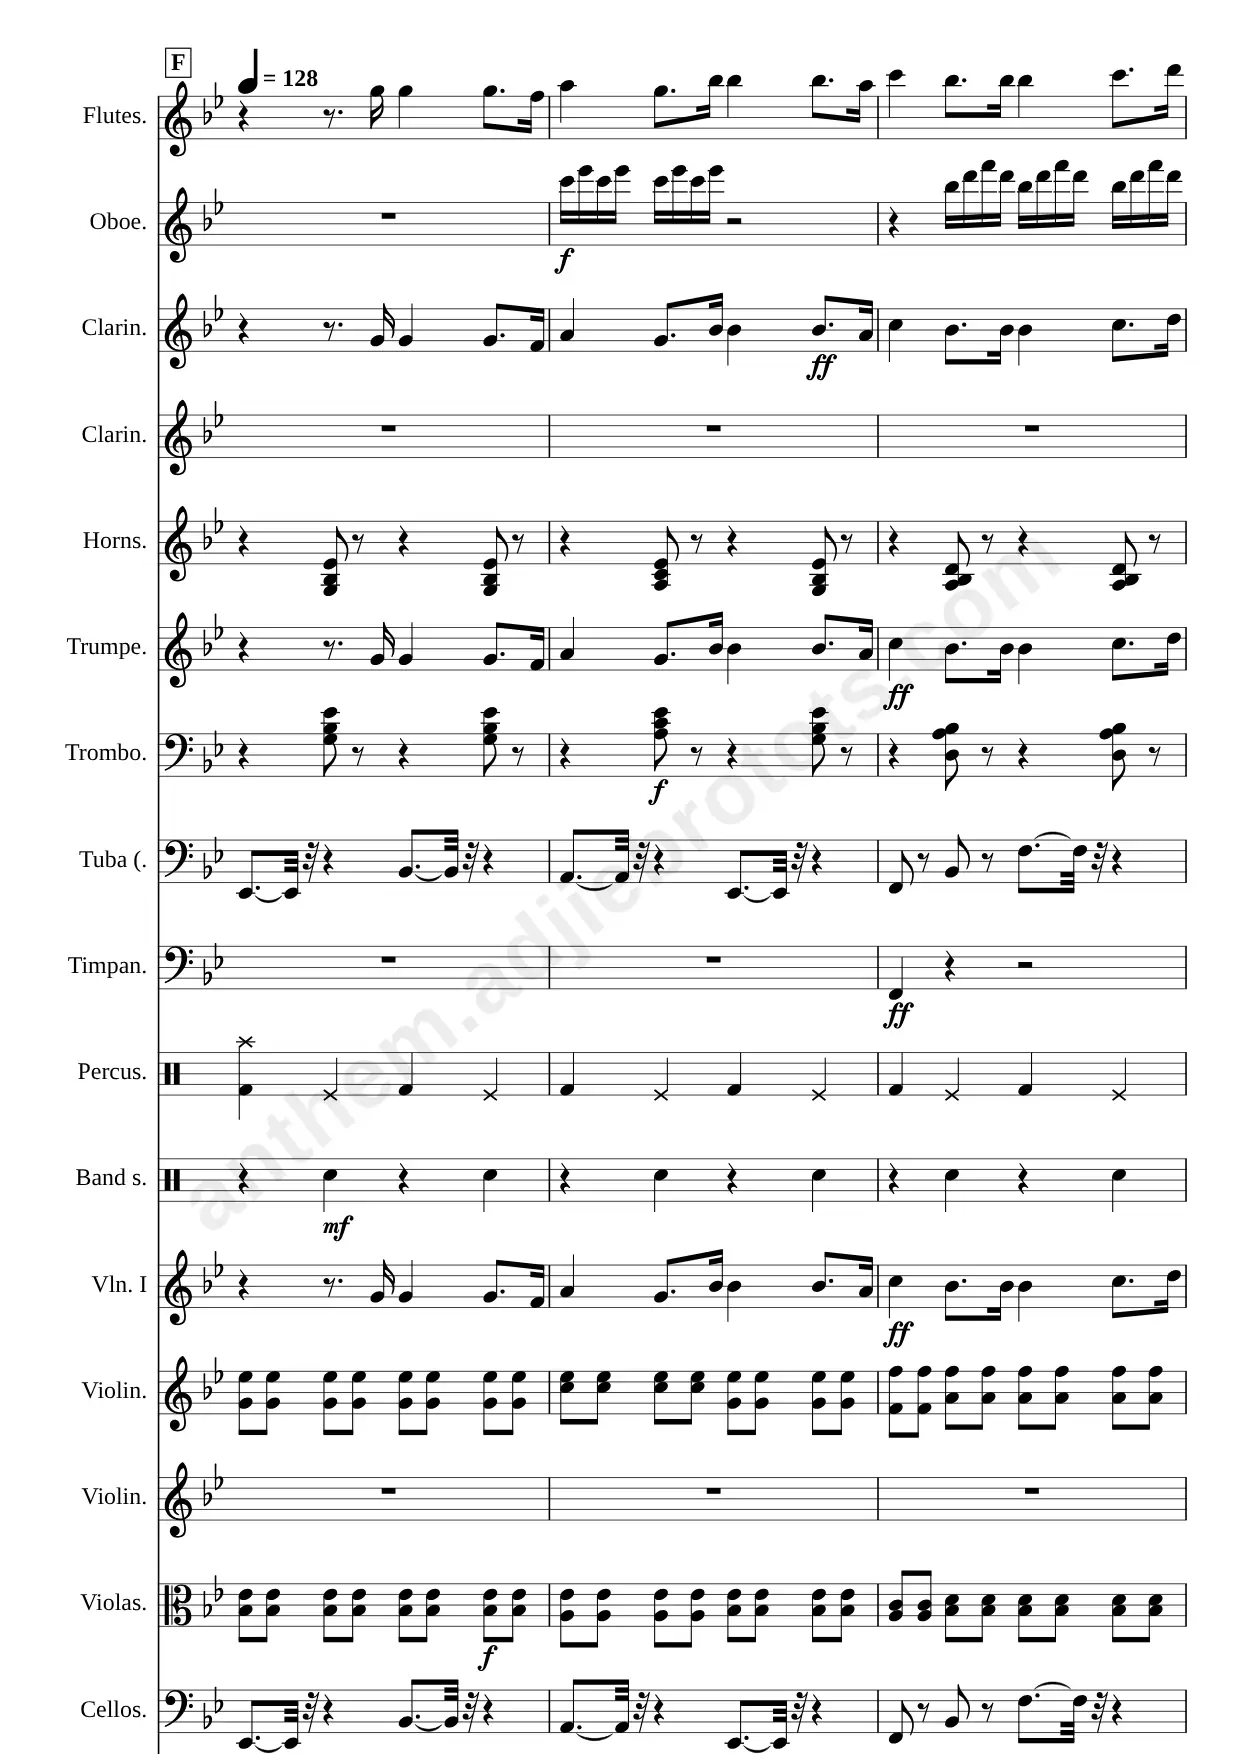 F
= 128
Flutes.
Oboe.
f
Clarin.
ff
Clarin.
Horns.
Trumpe.
ff
Trombo.
f
Tuba (.
Timpan.
ff
Percus.
Band s.
mf
Vln. I
ff
Violin.
Violin.
Violas.
f
Cellos.
anthem.adjieprotots.com